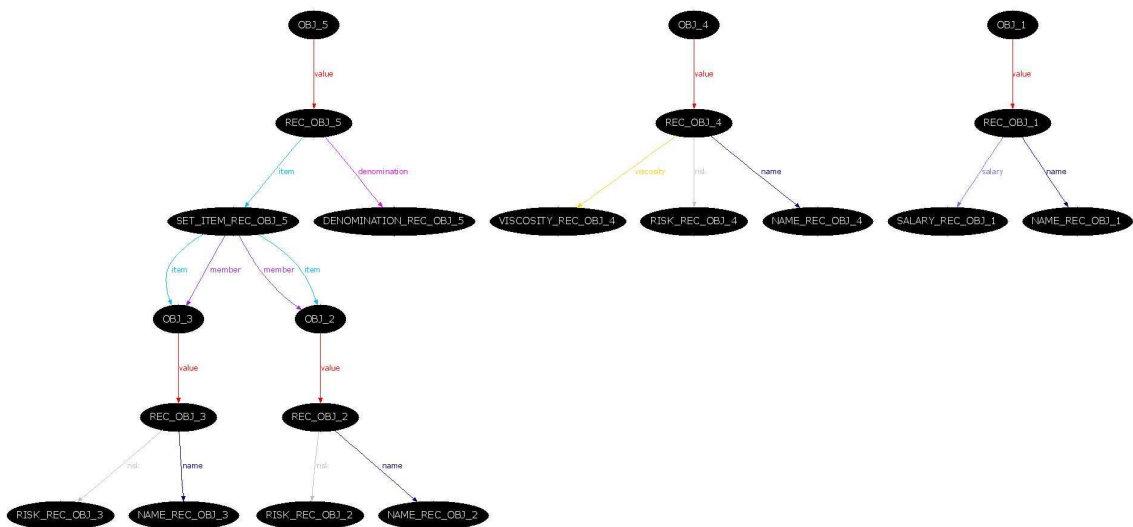 OBJ_5 OBJ_4 OBJ_1
value value value
REC_OBJ_5 REC_OBJ_4 REC_OBJ_1
item denomination viscosity risk name salary name
SET_ITEM_REC_OBJ_5 DENOMINATION_REC_OBJ_5 VISCOSITY_REC_OBJ_4 RISK_REC_OBJ_4 NAME_REC_OBJ_4 SALARY_REC_OBJ_1 NAME_REC_OBJ_1
item member member item
OBJ_3 OBJ_2
value value
REC_OBJ_3 REC_OBJ_2
risk name risk name
RISK_REC_OBJ_3 NAME_REC_OBJ_3 RISK_REC_OBJ_2 NAME_REC_OBJ_2